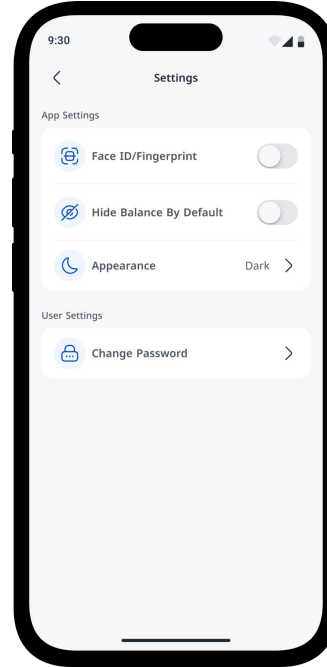 9:30
Settings
App Settings
Face ID/Fingerprint
Hide Balance By Default
Appearance Dark
User Settings
Change Password